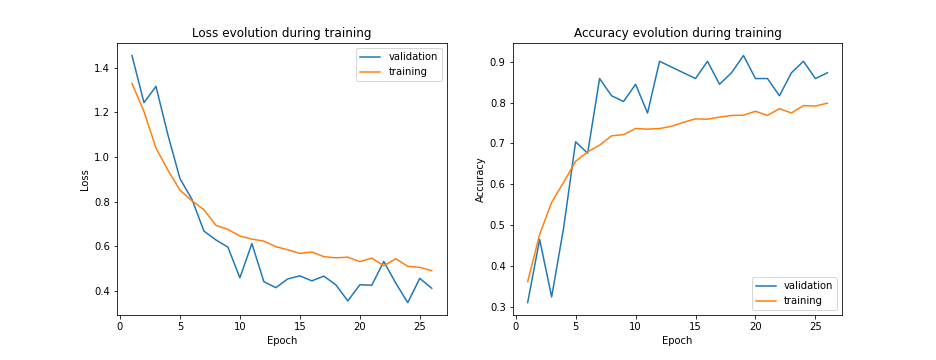 Loss evolution during training
validation
training
1.4
1.2
1.0
0.8
0.6
0.4
Loss
0
5
10
15
20
25
Epoch
Accuracy evolution during training
0.9
0.8
0.7
0.6
0.5
0.4
0.3
Accuracy
validation
training
0
5
10
15
20
25
Epoch